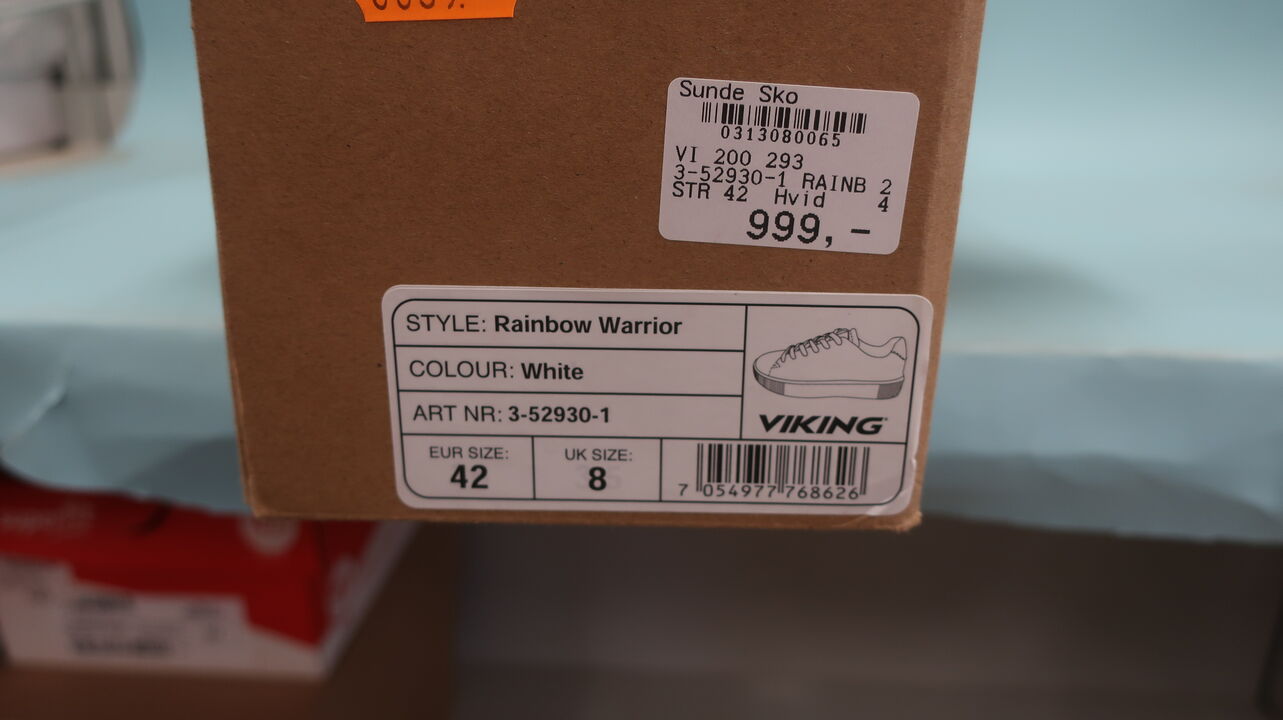 Sunde Sko
0313080065
VI 200 293
3-52930-1 RAINB 2
STR 42 Hvid 4
999,-
STYLE: Rainbow Warrior
COLOUR: White
ART NR: 3-52930-1
VIKING
EUR SIZE:
42
UK SIZE:
8
7 054977 768626